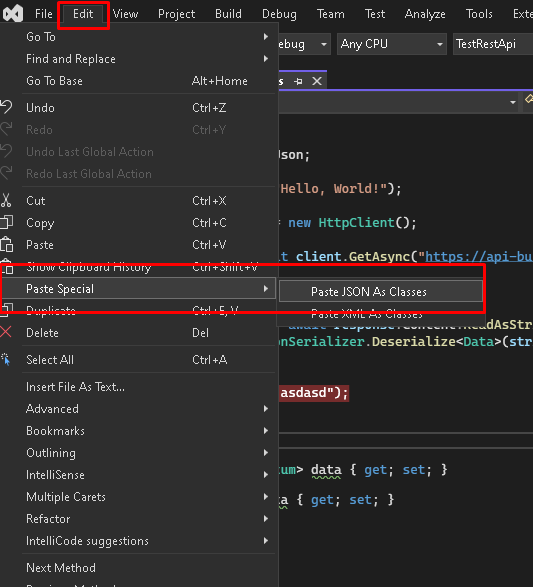 File Edit View Project Build Debug Team Test Analyze Tools Exte
Go To
ebug Any CPU TestRestApi
Find and Replace
Go To Base Alt+Home
s
Undo Ctrl+Z
Redo Ctrl+Y
Undo Last Global Action
Json;
Redo Last Global Action
"Hello, World!");
Cut Ctrl+X
Copy Ctrl+C
= new HttpClient();
Paste Ctrl+V
t client.GetAsync("https://api-bu
Show Clipboard History Ctrl+Shift+V
Paste Special
Paste JSON As Classes
Duplicate Ctrl+E, V
Paste XML As Classes
await response.Content.ReadAsStr
Delete Del
onSerializer.Deserialize<Data>(str
Select All Ctrl+A
Insert File As Text...
asdasd");
Advanced
Bookmarks
Outlining
IntelliSense
tum> data { get; set; }
Multiple Carets
ta { get; set; }
Refactor
IntelliCode suggestions
Next Method